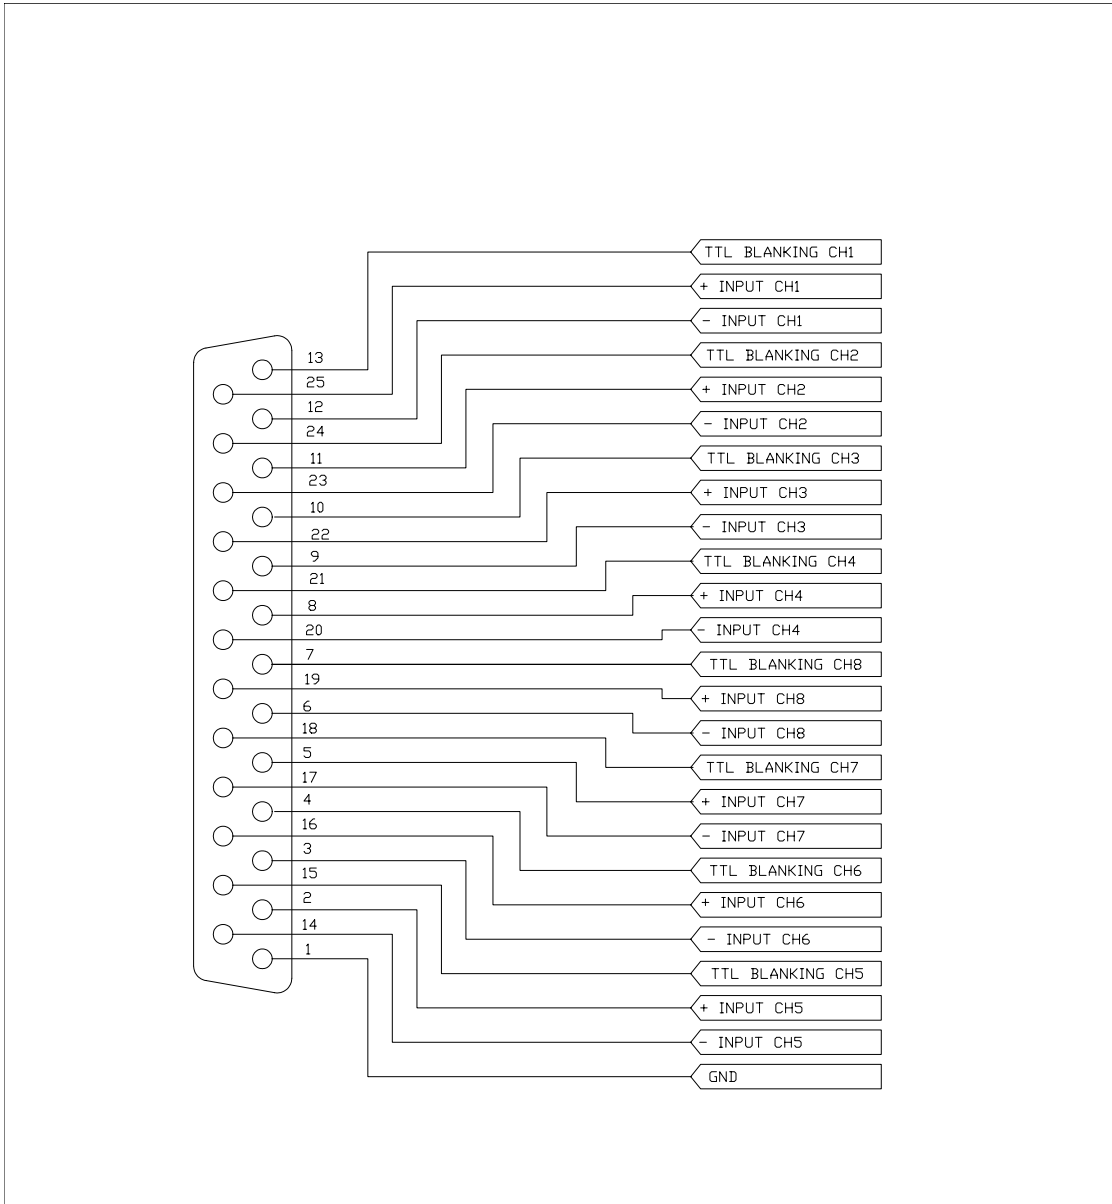 TTL BLANKING CH1
+ INPUT CH1
- INPUT CH1
13
TTL BLANKING CH2
25
+ INPUT CH2
12
- INPUT CH2
24
11
TTL BLANKING CH3
23
+ INPUT CH3
10
- INPUT CH3
22
9
TTL BLANKING CH4
21
+ INPUT CH4
8
20
- INPUT CH4
7
TTL BLANKING CH8
19
+ INPUT CH8
6
18
- INPUT CH8
5
TTL BLANKING CH7
17
4
+ INPUT CH7
16
- INPUT CH7
3
15
TTL BLANKING CH6
2
+ INPUT CH6
14
- INPUT CH6
1
TTL BLANKING CH5
+ INPUT CH5
- INPUT CH5
GND